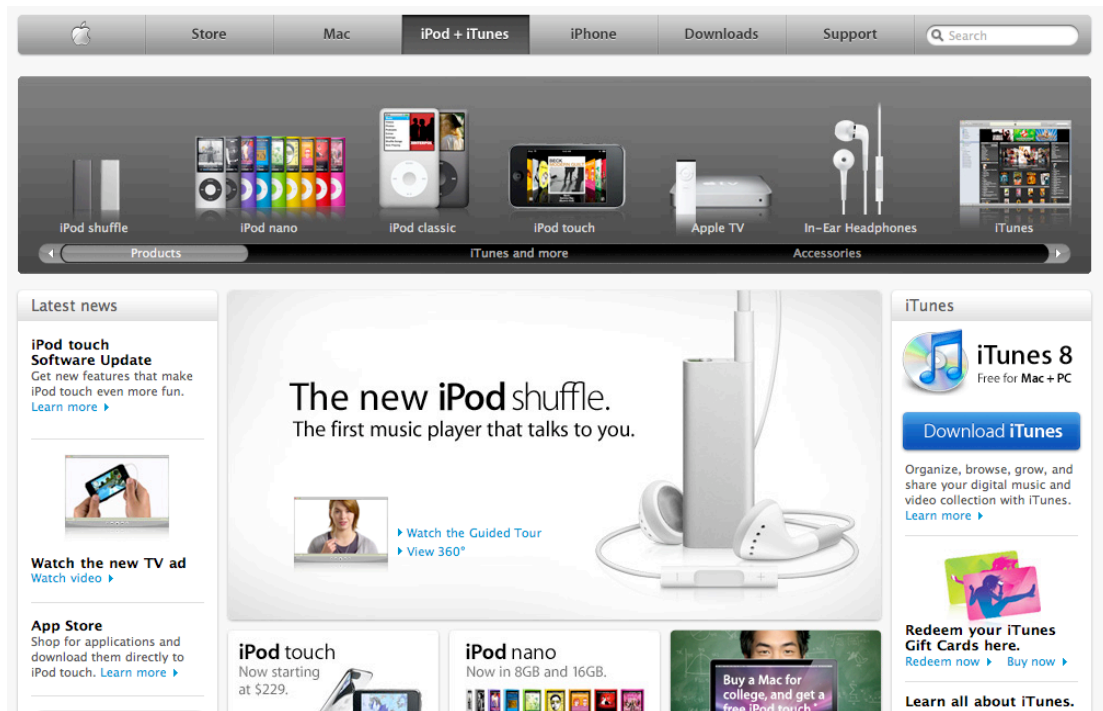 Store
Mac
iPod + iTunes
iPhone
Downloads
Support
Search
iPod shuffle
iPod nano
iPod classic
iPod touch
Apple TV
In-Ear Headphones
iTunes
Products
iTunes and more
Accessories
Latest news
iPod touch
Software Update
Get new features that make
iPod touch even more fun.
Learn more
Watch the new TV ad
Watch video
App Store
Shop for applications and
download them directly to
iPod touch. Learn more
The new iPod shuffle.
The first music player that talks to you.
Watch the Guided Tour
View 360°
iPod touch
Now starting
at $229.
iPod nano
Now in 8GB and 16GB.
Buy a Mac for
college, and get a
free iPod touch.*
iTunes
iTunes 8
Free for Mac + PC
Download iTunes
Organize, browse, grow, and
share your digital music and
video collection with iTunes.
Learn more
Redeem your iTunes
Gift Cards here.
Redeem now Buy now
Learn all about iTunes.